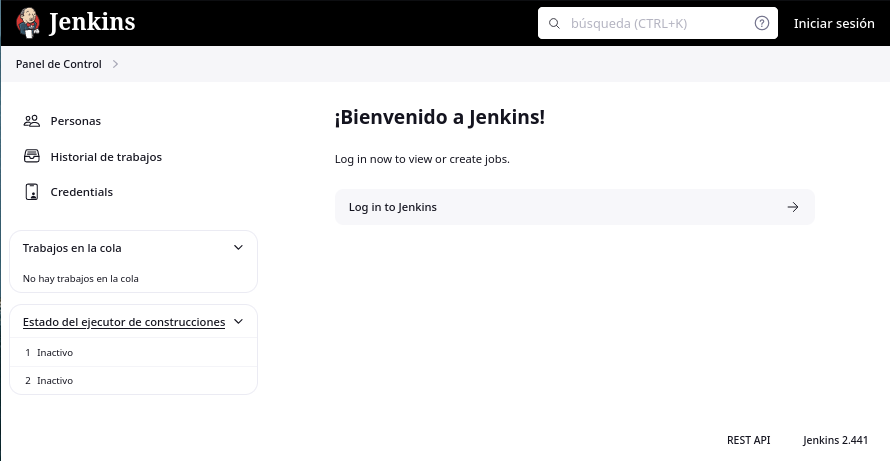 Jenkins
búsqueda (CTRL+K)
Iniciar sesión
Panel de Control
Personas
Historial de trabajos
Credentials
Trabajos en la cola
No hay trabajos en la cola
Estado del ejecutor de construcciones
1 Inactivo
2 Inactivo
¡Bienvenido a Jenkins!
Log in now to view or create jobs.
Log in to Jenkins
REST API
Jenkins 2.441